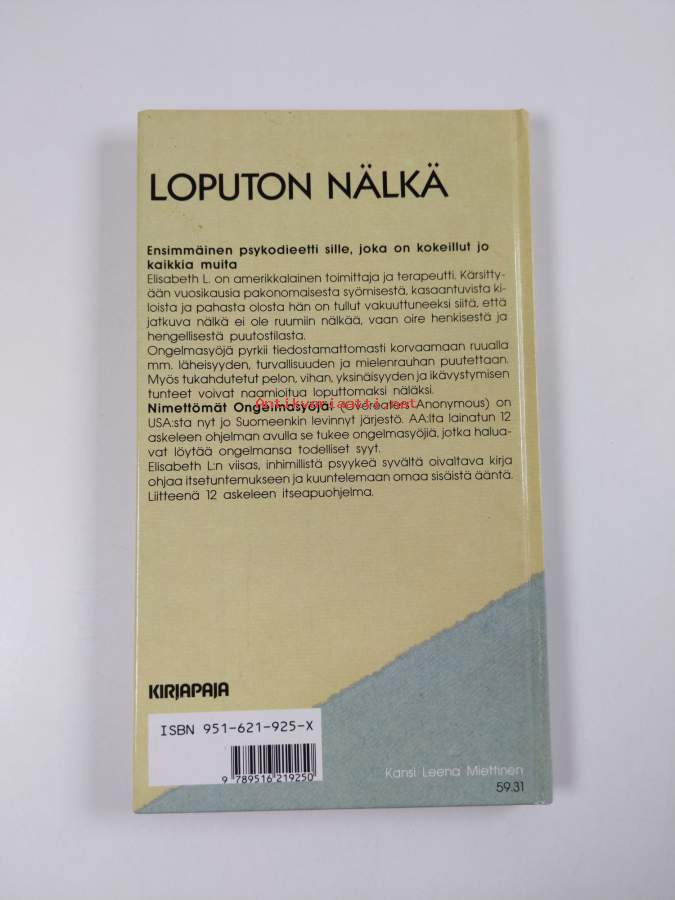 LOPUTON NÄLKÄ
Ensimmäinen psykodieetti sille, joka on kokeillut jo
kaikkia muita
Elisabeth L. on amerikkalainen toimittaja ja terapeutti. Kärsitty-
ään vuosikausia pakonomaisesta syömisestä, kasaantuvista ki-
loista ja pahasta olosta hän on tullut vakuuttuneeksi siitä, että
jatkuva nälkä ei ole ruumiin nälkää, vaan oire henkisestä ja
hengellisestä puutostilasta.
Ongelmasyöjä pyrkii tiedostamattomasti korvaamaan ruualla
mm. läheisyyden, turvallisuuden ja mielenrauhan puutettaan.
Myös tukahdutetut pelon, vihan, yksinäisyyden ja ikävystymisen
tunteet voivat naamioitua loputtomaksi näläksi.
Antikvariaatti.net
Nimettömät Ongelmasyöjät (Overeaters Anonymous) on
USA:sta nyt jo Suomeenkin levinnyt järjestö. AA:lta lainatun 12
askeleen ohjelman avulla se tukee ongelmasyöjiä, jotka halua-
vat löytää ongelmansa todelliset syyt.
Elisabeth L:n viisas, inhimillistä psyykeä syvältä oivaltava kirja
ohjaa itsetuntemukseen ja kuuntelemaan omaa sisäistä ääntä.
Liitteenä 12 askeleen itseapuohjelma.
KIRJAPAJA
ISBN 951-621-925-X
9 789516 219250
Kansi Leena Miettinen
59.31